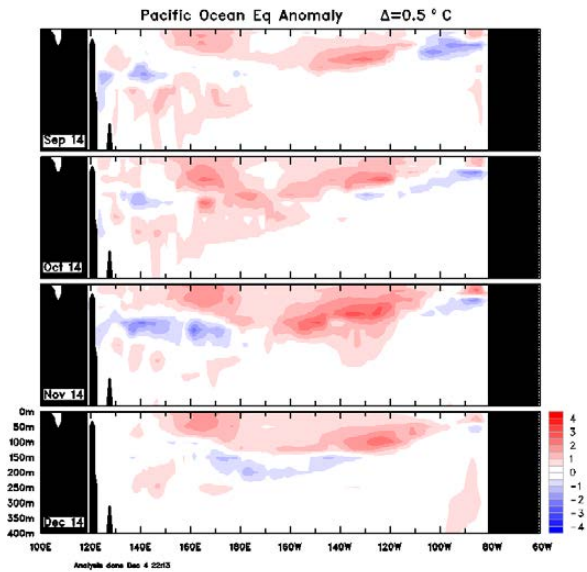 Pacific Ocean Eq Anomaly Δ=0.5 °C
Sep 14
Oct 14
Nov 14
0m
50m
100m
150m
200m
250m
300m
350m
400m
Dec 14
4
3
2
1
0
-1
-2
-3
-4
100E 120E 140E 160E 180E 160W 140W 120W 100W 80W 60W
Analysis done Dec 4 22:13